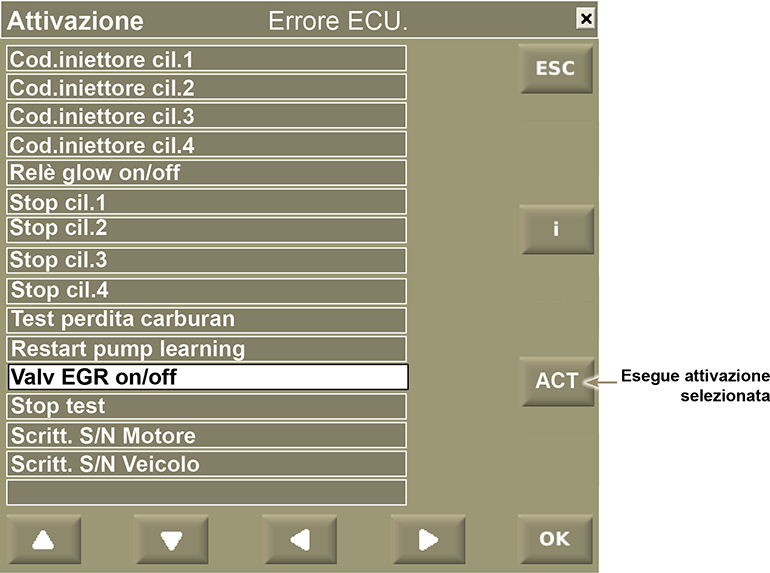 Attivazione Errore ECU.
Cod.iniettore cil.1
ESC
Cod.iniettore cil.2
Cod.iniettore cil.3
Cod.iniettore cil.4
Relè glow on/off
Stop cil.1
Stop cil.2
i
Stop cil.3
Stop cil.4
Test perdita carburan
Restart pump learning
Valv EGR on/off
ACT
Esegue attivazione
selezionata
Stop test
Scritt. S/N Motore
Scritt. S/N Veicolo
OK